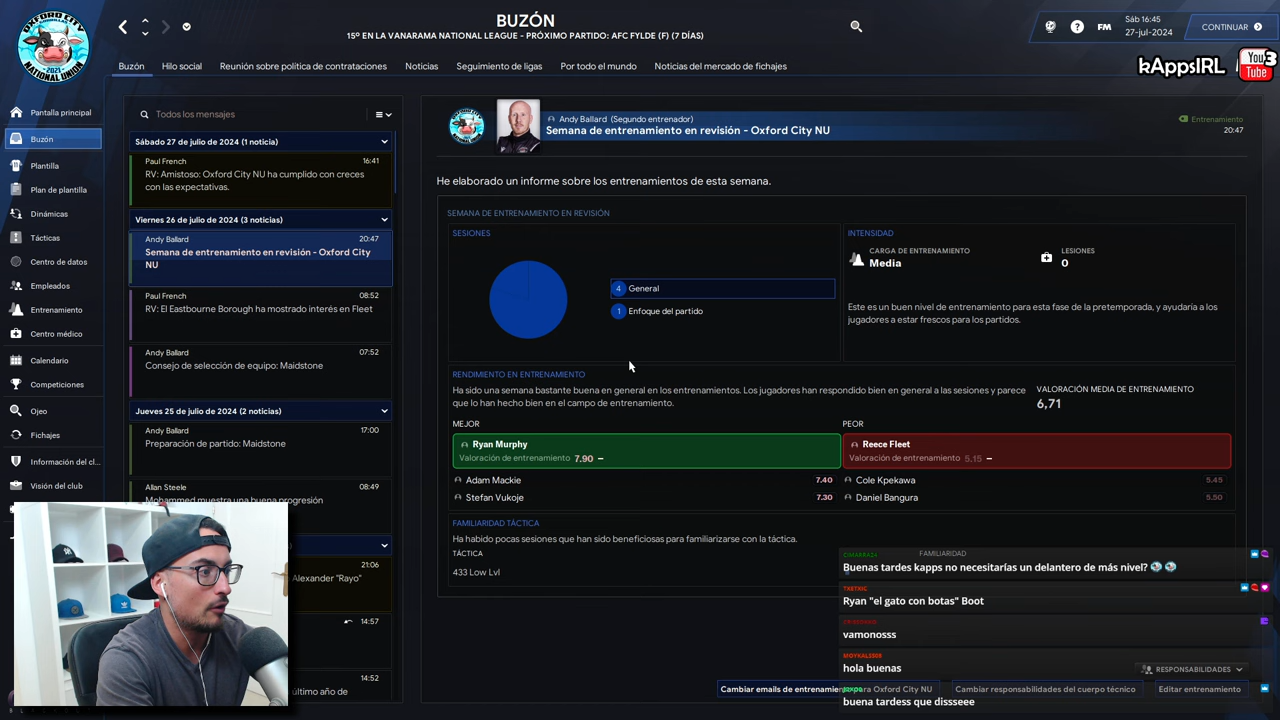 OXFORD CITY
NATIONAL UNION
2021
BUZÓN
15º EN LA VANARAMA NATIONAL LEAGUE - PRÓXIMO PARTIDO: AFC FYLDE (F) (7 DÍAS)
FM
Sáb 16:45
27-jul-2024
CONTINUAR
Buzón
Hilo social
Reunión sobre política de contrataciones
Noticias
Seguimiento de ligas
Por todo el mundo
Noticias del mercado de fichajes
kAppsIRL
You
Tube
3
Pantalla principal
Buzón
Plantilla
Plan de plantilla
Dinámicas
Tácticas
Centro de datos
Empleados
Entrenamiento
Centro médico
Calendario
Competiciones
Ojeo
Fichajes
Información del cl...
Visión del club
Todos los mensajes
Sábado 27 de julio de 2024 (1 noticia)
Paul French 16:41
RV: Amistoso: Oxford City NU ha cumplido con creces
con las expectativas.
Viernes 26 de julio de 2024 (3 noticias)
Andy Ballard 20:47
Semana de entrenamiento en revisión - Oxford City
NU
Paul French 08:52
RV: El Eastbourne Borough ha mostrado interés en Fleet
Andy Ballard 07:52
Consejo de selección de equipo: Maidstone
Jueves 25 de julio de 2024 (2 noticias)
Andy Ballard 17:00
Preparación de partido: Maidstone
Allan Steele 08:49
Mohammed muestra una buena progresión
21:06
Alexander "Rayo"
14:57
14:52
último año de
Andy Ballard (Segundo entrenador)
Semana de entrenamiento en revisión - Oxford City NU
Entrenamiento
20:47
He elaborado un informe sobre los entrenamientos de esta semana.
SEMANA DE ENTRENAMIENTO EN REVISIÓN
SESIONES
4 General
1 Enfoque del partido
INTENSIDAD
CARGA DE ENTRENAMIENTO
Media
LESIONES
0
Este es un buen nivel de entrenamiento para esta fase de la pretemporada, y ayudaría a los
jugadores a estar frescos para los partidos.
RENDIMIENTO EN ENTRENAMIENTO
Ha sido una semana bastante buena en general en los entrenamientos. Los jugadores han respondido bien en general a las sesiones y parece
que lo han hecho bien en el campo de entrenamiento.
VALORACIÓN MEDIA DE ENTRENAMIENTO
6,71
MEJOR
Ryan Murphy
Valoración de entrenamiento 7.90 –
Adam Mackie 7.40
Stefan Vukoje 7.30
PEOR
Reece Fleet
Valoración de entrenamiento 5.15 –
Cole Kpekawa 5.45
Daniel Bangura 5.50
FAMILIARIDAD TÁCTICA
Ha habido pocas sesiones que han sido beneficiosas para familiarizarse con la táctica.
TÁCTICA
FAMILIARIDAD
433 Low Lvl
Buenas tardes kapps no necesitarías un delantero de más nivel?
Ryan "el gato con botas" Boot
vamonosss
hola buenas
buena tardess que dissseee
RESPONSABILIDADES
Cambiar emails de entrenamiento para Oxford City NU
Cambiar responsabilidades del cuerpo técnico
Editar entrenamiento